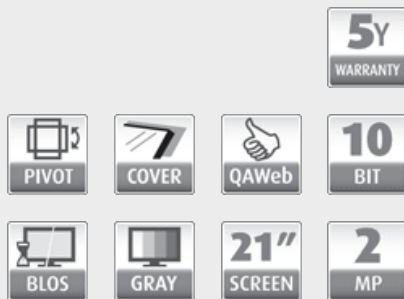 5Y
WARRANTY
PIVOT
COVER
QAWeb
10
BIT
BLOS
GRAY
21"
SCREEN
2
MP